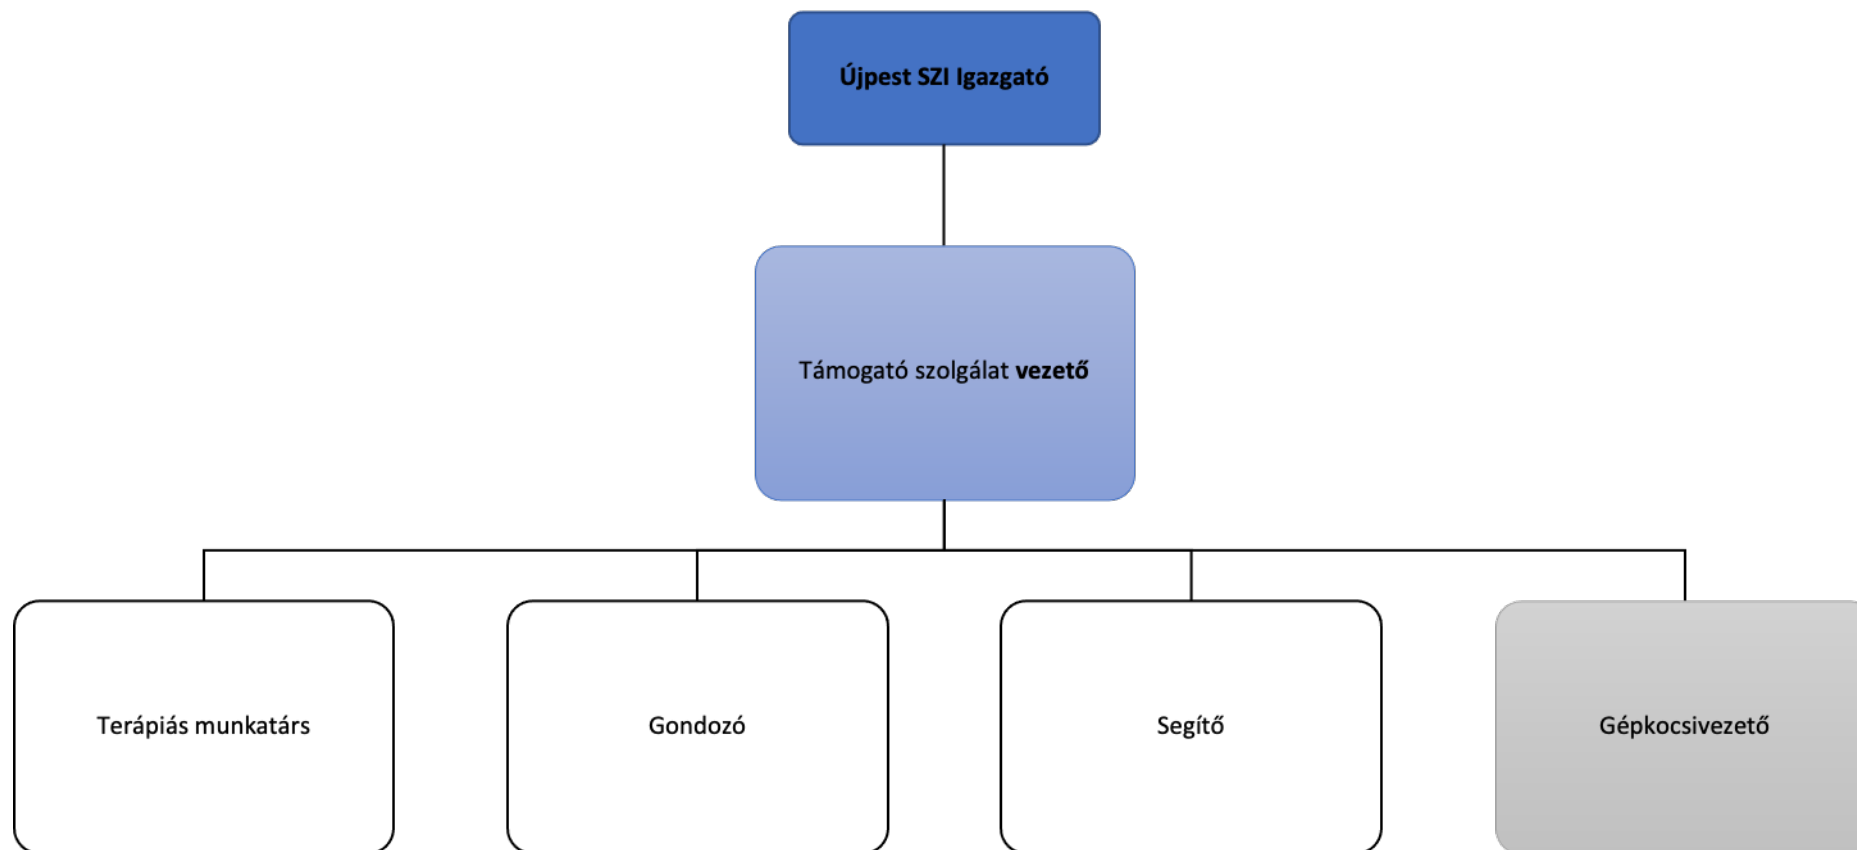 Újpest SZI Igazgató
Támogató szolgálat vezető
Terápiás munkatárs
Gondozó
Segítő
Gépkocsivezető